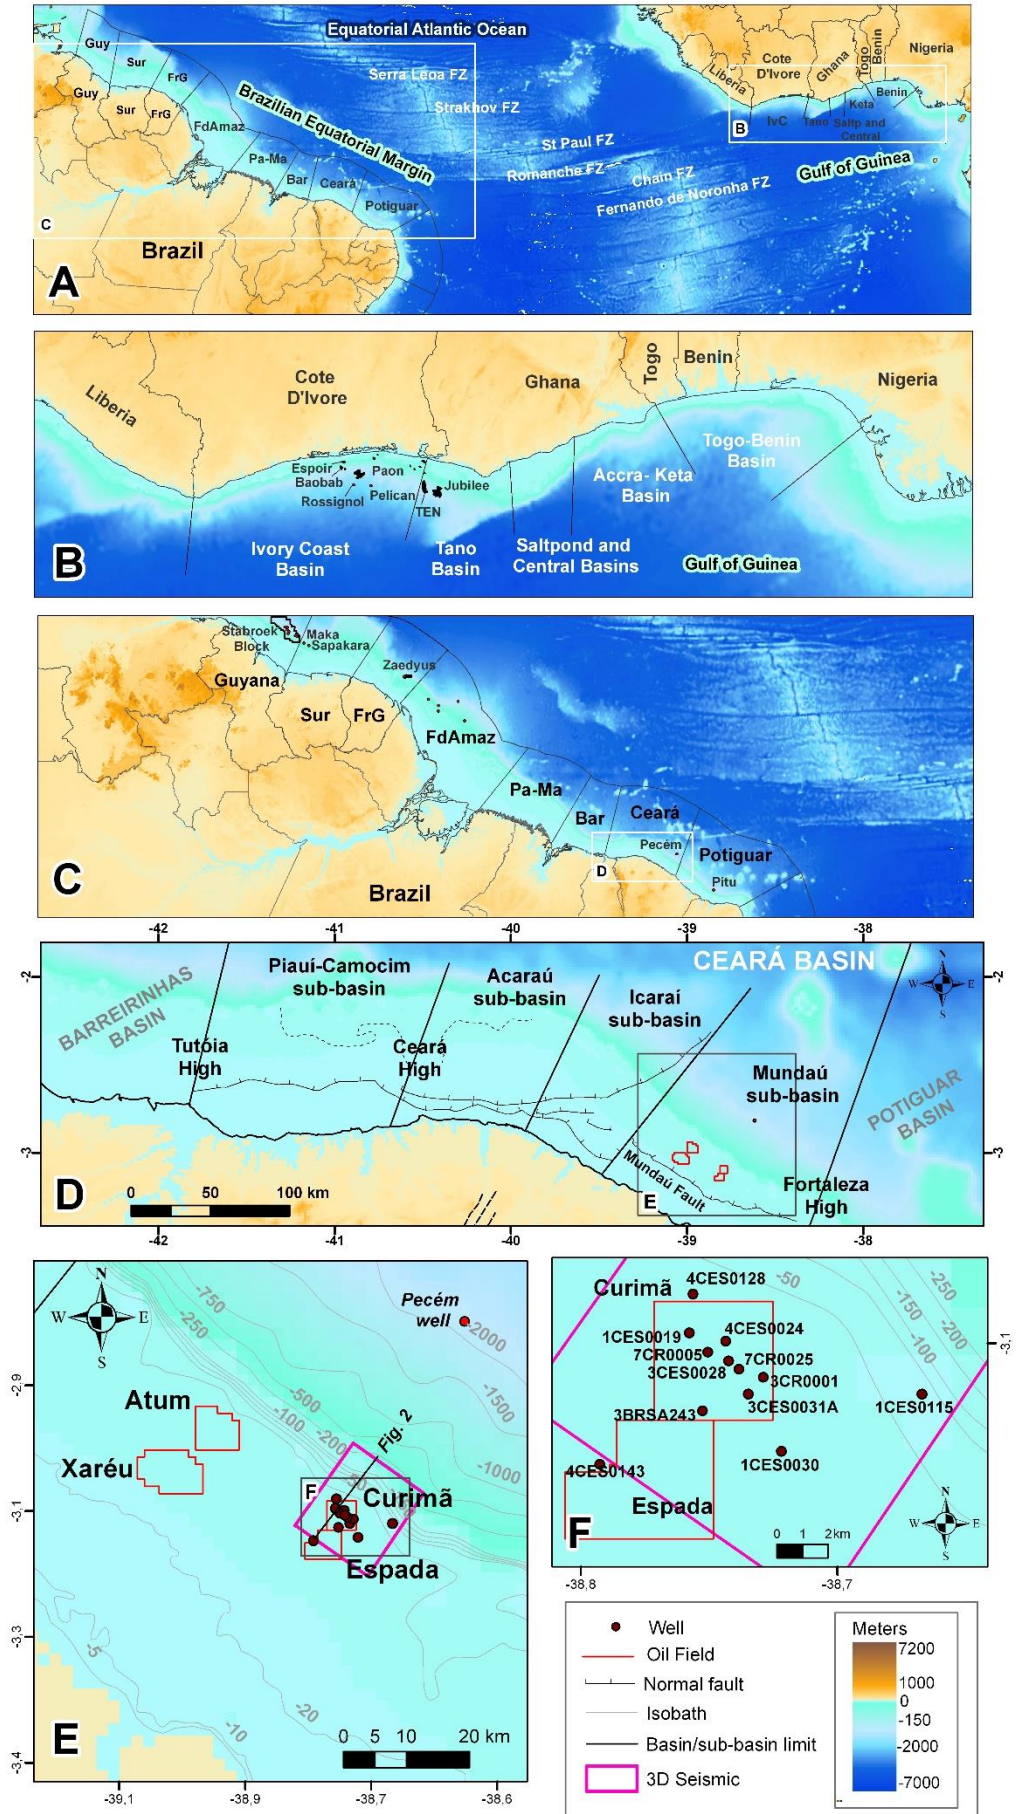 Equatorial Atlantic Ocean
Guy
Sur
FrG
Guy
Sur
FrG
FdAmaz
Pa-Ma
Bar
Ceará
Potiguar
Brazilian Equatorial Margin
Serra Leoa FZ
Strakhov FZ
St Paul FZ
Romanche FZ
Chain FZ
Fernando de Noronha FZ
Liberia
Cote
D'Ivore
Ghana
Togo
Benin
Nigeria
IvC
Tano
Saltp and
Central
Keta
Benin
B
Gulf of Guinea
C
Brazil
A
Liberia
Cote
D'Ivore
Ghana
Togo
Benin
Nigeria
Espoir
Baobab
Rossignol
Paon
Pelican
TEN
Jubilee
Togo-Benin
Basin
Accra- Keta
Basin
Ivory Coast
Basin
Tano
Basin
Saltpond and
Central Basins
Gulf of Guinea
B
Stabroek
Block
Maka
Sapakara
Zaedyus
Guyana
Sur
FrG
FdAmaz
Pa-Ma
Bar
Ceará
Pecém
Potiguar
Pitu
D
Brazil
C
-42
-41
-40
-39
-38
CEARÁ BASIN
BARREIRINHAS
BASIN
Piauí-Camocim
sub-basin
Acaraú
sub-basin
Icaraí
sub-basin
Mundaú
sub-basin
POTIGUAR
BASIN
Tutóia
High
Ceará
High
Mundaú Fault
Fortaleza
High
E
N
E
S
-2
-3
-2
-3
0 50 100 km
D
-42
-41
-40
-39
-38
N
W
E
S
Pecém
well
-750
-250
-500
-100
-200
-50
-2000
-1500
-1000
Atum
Xaréu
Fig. 2
F
Curimã
Espada
-5
-10
-20
-2,9
-3,1
-3,3
-3,4
0 5 10 20 km
E
-39,1
-38,9
-38,7
-38,6
Curimã
4CES0128
1CES0019
4CES0024
7CR0005
7CR0025
3CES0028
3CR0001
3CES0031A
3BRSA243
1CES0115
1CES0030
4CES0143
Espada
-50
-250
-150
-200
-100
-3,1
N
W
E
S
0 1 2km
F
-38,8
-38,7
Well
Oil Field
Normal fault
Isobath
Basin/sub-basin limit
3D Seismic
Meters
7200
1000
0
-150
-2000
-7000